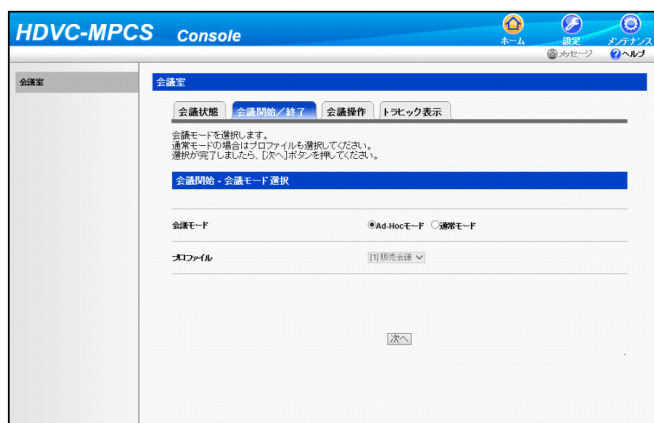 HDVC-MPCS Console
ホーム
設定
メンテナンス
メッセージ
ヘルプ
会議室
会議室
会議状態
会議開始／終了
会議操作
トラヒック表示
会議モードを選択します。
通常モードの場合はプロファイルも選択してください。
選択が完了しましたら、[次へ]ボタンを押してください。
会議開始 - 会議モード選択
会議モード
Ad-Hocモード 通常モード
プロファイル
[1] 販売会議
次へ